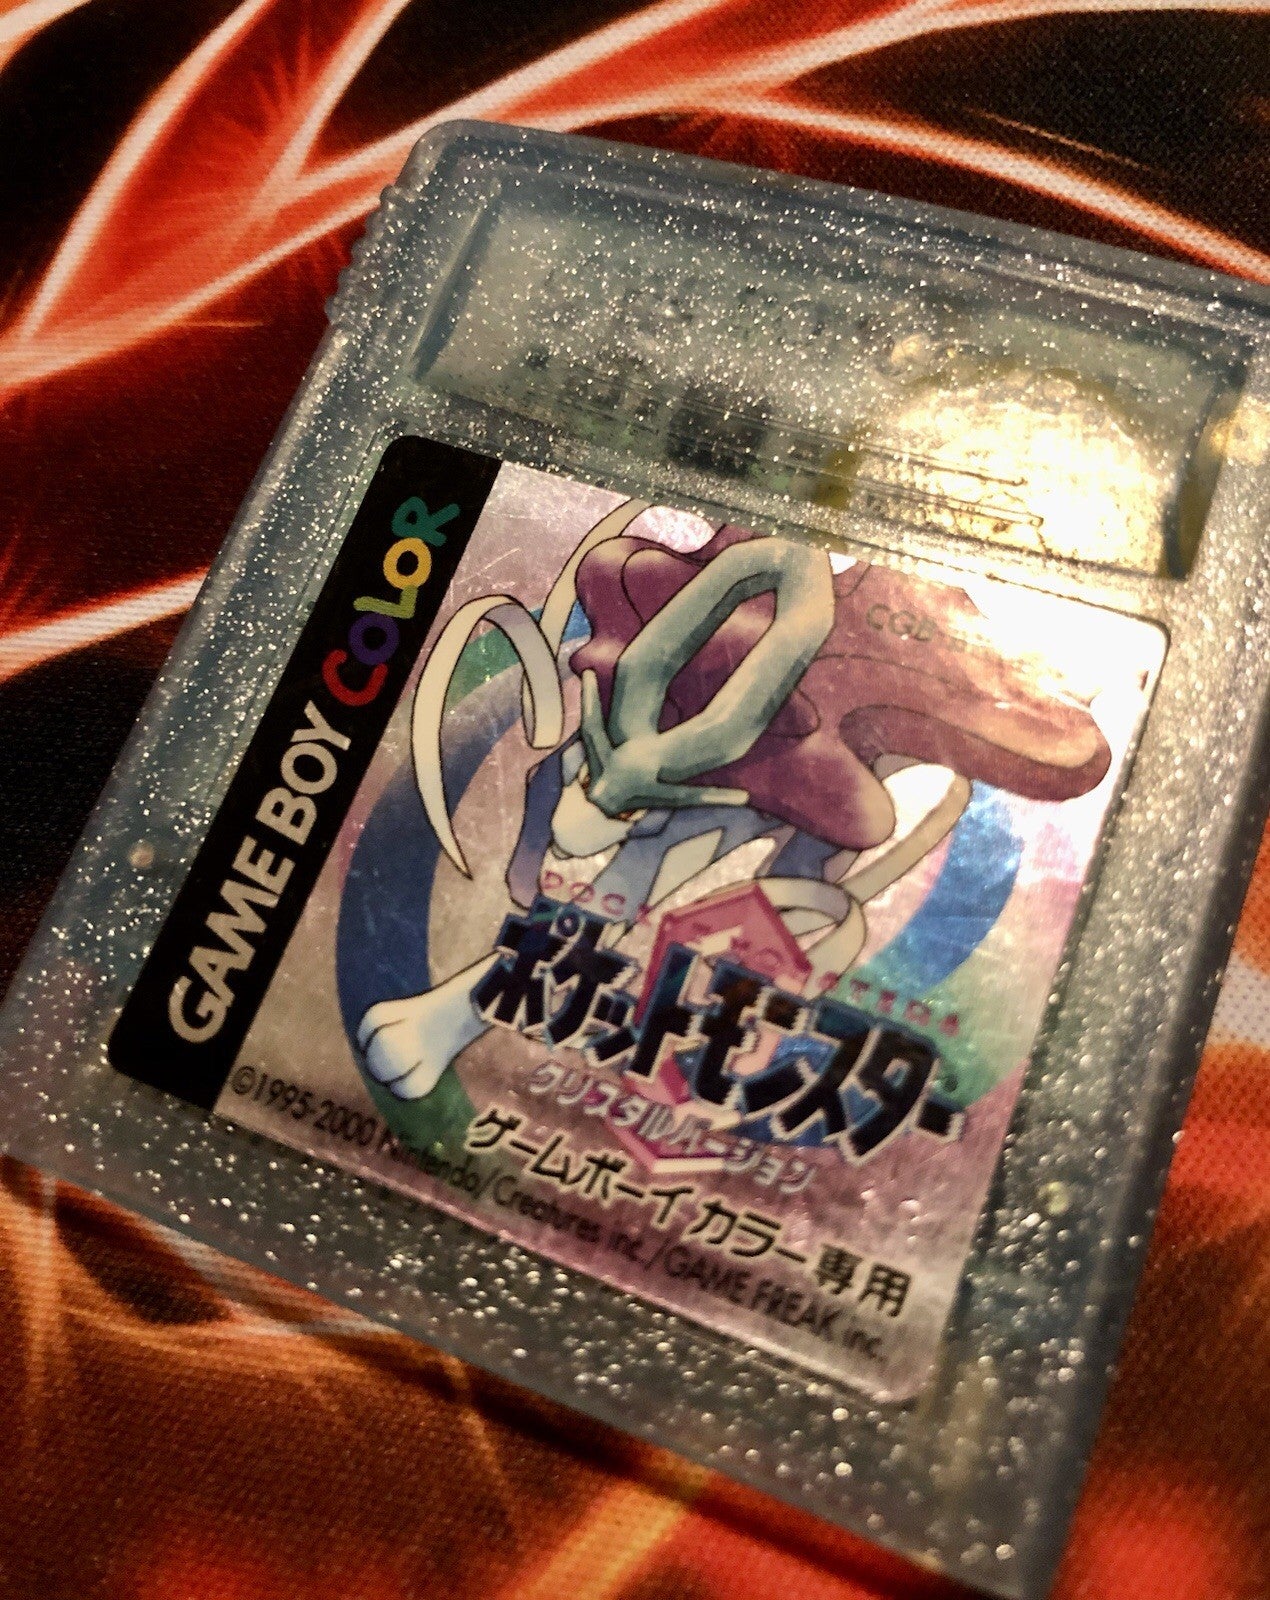 GAME BOY COLOR
CGB
ポケットモンスター
クリスタルバージョン
ゲームボーイカラー専用
©1995-2000 Nintendo/Creatures inc./GAME FREAK inc.